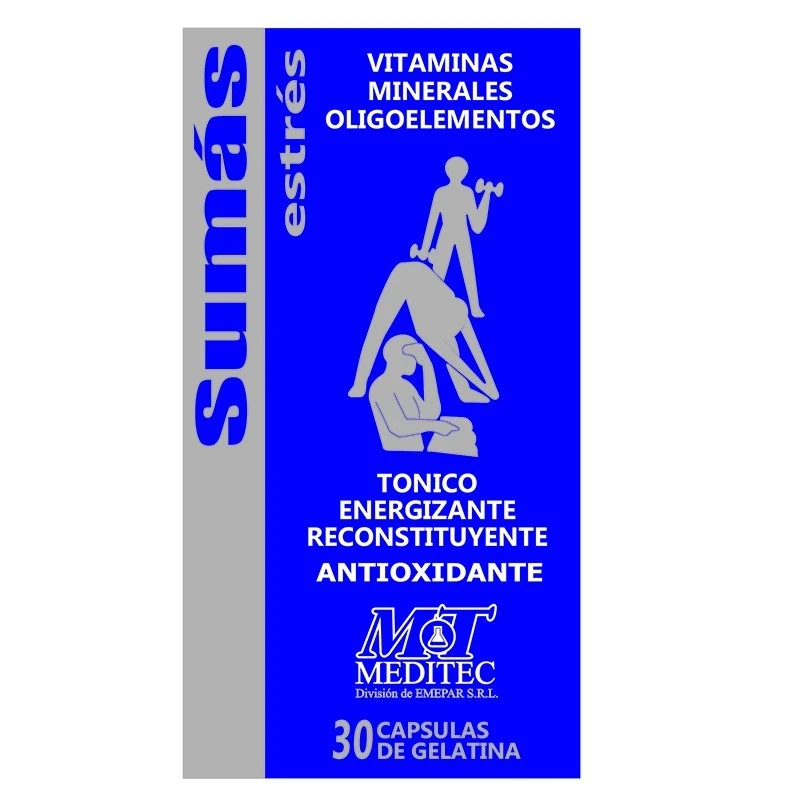 Sumás
estrés
VITAMINAS
MINERALES
OLIGOELEMENTOS
TONICO
ENERGIZANTE
RECONSTITUYENTE
ANTIOXIDANTE
MT
MEDITEC
División de EMEPAR S.R.L.
30 CAPSULAS
DE GELATINA